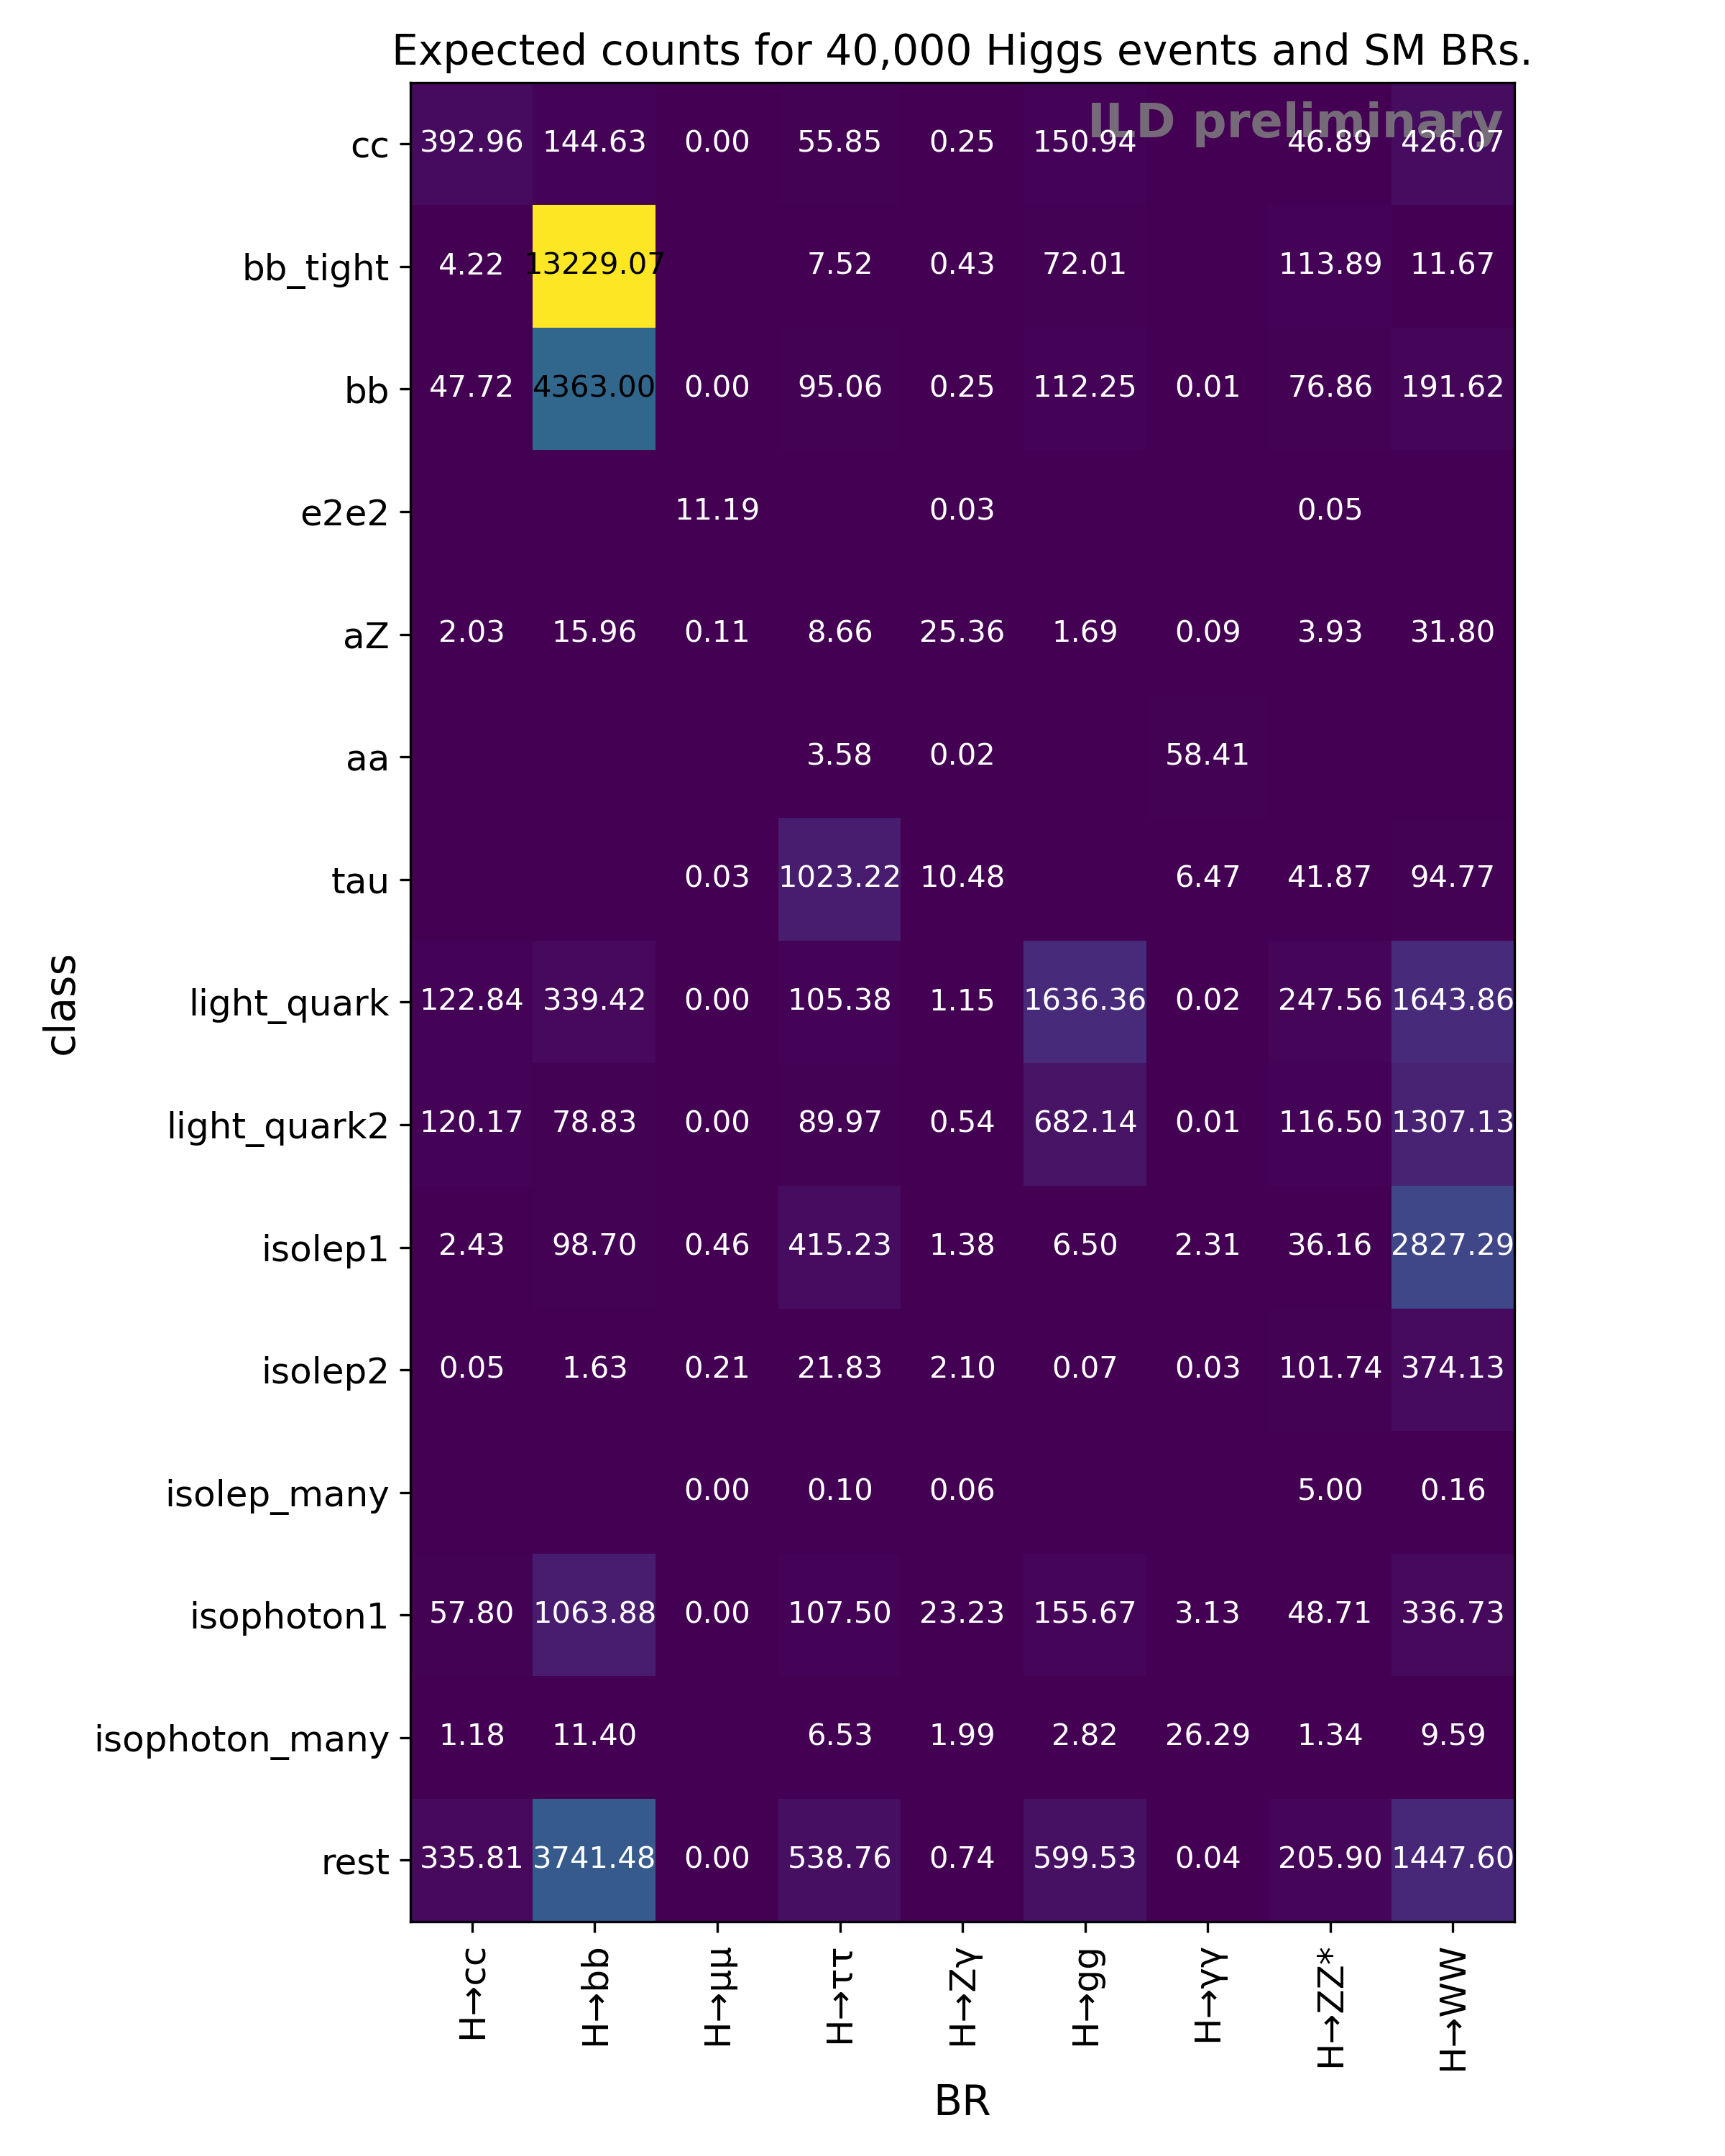 Expected counts for 40,000 Higgs events and SM BRs.
ILD preliminary
cc 392.96 144.63 0.00 55.85 0.25 150.94 46.89 426.07
bb_tight 4.22 13229.07 7.52 0.43 72.01 113.89 11.67
bb 47.72 4363.00 0.00 95.06 0.25 112.25 0.01 76.86 191.62
e2e2 11.19 0.03 0.05
aZ 2.03 15.96 0.11 8.66 25.36 1.69 0.09 3.93 31.80
aa 3.58 0.02 58.41
tau 0.03 1023.22 10.48 6.47 41.87 94.77
light_quark 122.84 339.42 0.00 105.38 1.15 1636.36 0.02 247.56 1643.86
light_quark2 120.17 78.83 0.00 89.97 0.54 682.14 0.01 116.50 1307.13
isolep1 2.43 98.70 0.46 415.23 1.38 6.50 2.31 36.16 2827.29
isolep2 0.05 1.63 0.21 21.83 2.10 0.07 0.03 101.74 374.13
isolep_many 0.00 0.10 0.06 5.00 0.16
isophoton1 57.80 1063.88 0.00 107.50 23.23 155.67 3.13 48.71 336.73
isophoton_many 1.18 11.40 6.53 1.99 2.82 26.29 1.34 9.59
rest 335.81 3741.48 0.00 538.76 0.74 599.53 0.04 205.90 1447.60
class
H→cc H→bb H→μμ H→ττ H→Zγ H→gg H→γγ H→ZZ* H→WW
BR